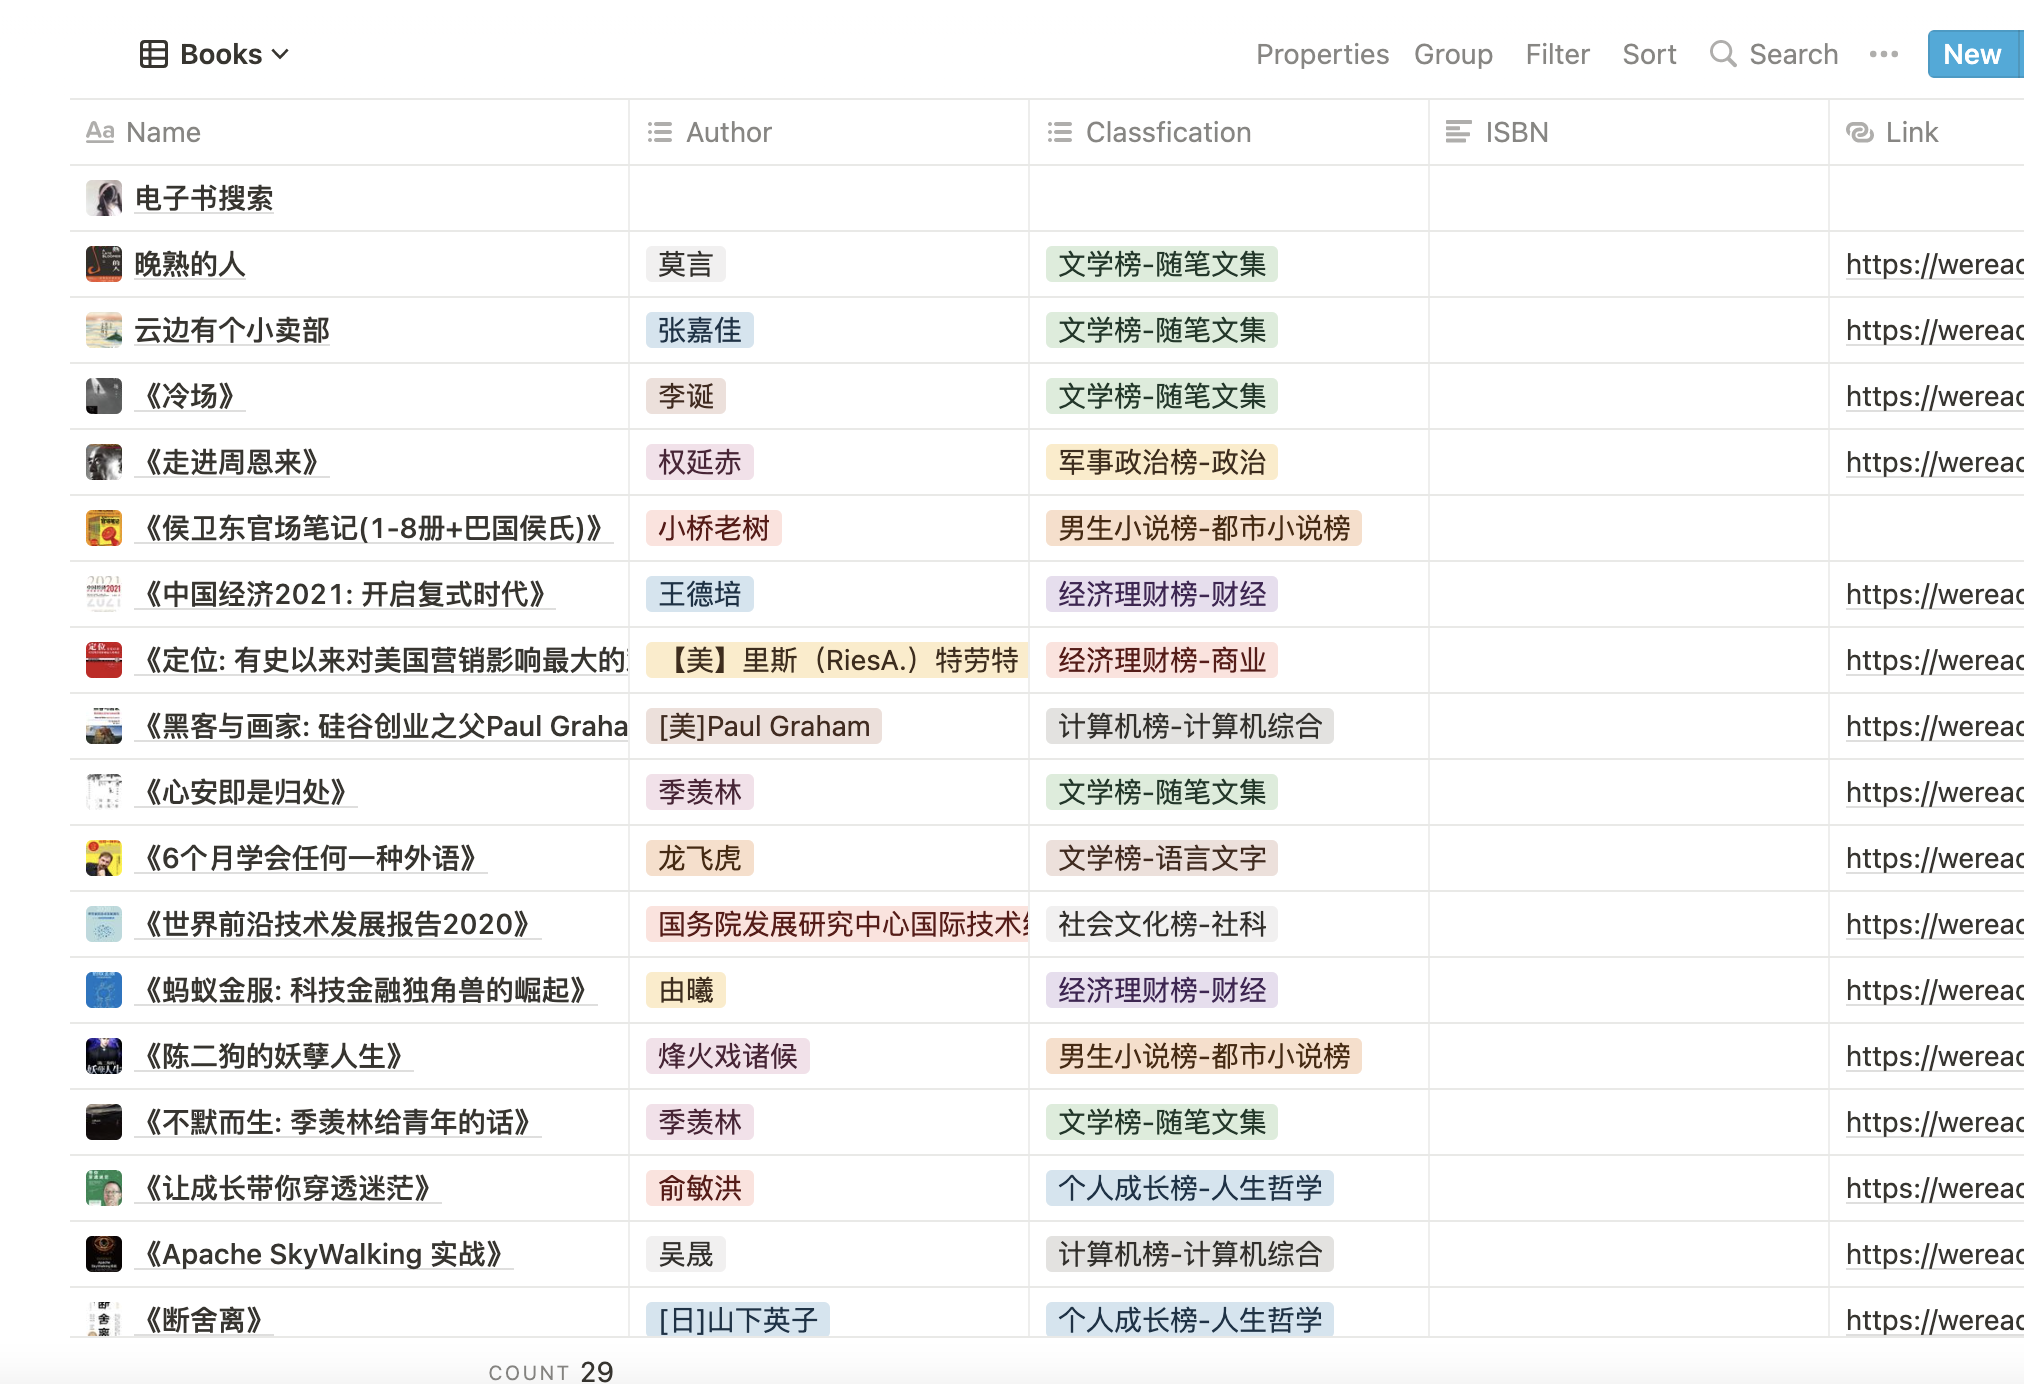 Books Properties Group Filter Sort Search New
Aa Name Author Classfication ISBN Link
电子书搜索
晚熟的人 莫言 文学榜-随笔文集 https://weread
云边有个小卖部 张嘉佳 文学榜-随笔文集 https://weread
《冷场》 李诞 文学榜-随笔文集 https://weread
《走进周恩来》 权延赤 军事政治榜-政治 https://weread
《侯卫东官场笔记(1-8册+巴国侯氏)》 小桥老树 男生小说榜-都市小说榜
《中国经济2021: 开启复式时代》 王德培 经济理财榜-财经 https://weread
《定位: 有史以来对美国营销影响最大的 【美】里斯（RiesA.）特劳特 经济理财榜-商业 https://weread
《黑客与画家: 硅谷创业之父Paul Graha [美]Paul Graham 计算机榜-计算机综合 https://weread
《心安即是归处》 季羡林 文学榜-随笔文集 https://weread
《6个月学会任何一种外语》 龙飞虎 文学榜-语言文字 https://weread
《世界前沿技术发展报告2020》 国务院发展研究中心国际技术 社会文化榜-社科 https://weread
《蚂蚁金服: 科技金融独角兽的崛起》 由曦 经济理财榜-财经 https://weread
《陈二狗的妖孽人生》 烽火戏诸候 男生小说榜-都市小说榜 https://weread
《不默而生: 季羡林给青年的话》 季羡林 文学榜-随笔文集 https://weread
《让成长带你穿透迷茫》 俞敏洪 个人成长榜-人生哲学 https://weread
《Apache SkyWalking 实战》 吴晟 计算机榜-计算机综合 https://weread
《断舍离》 [日]山下英子 个人成长榜-人生哲学 https://weread
COUNT 29